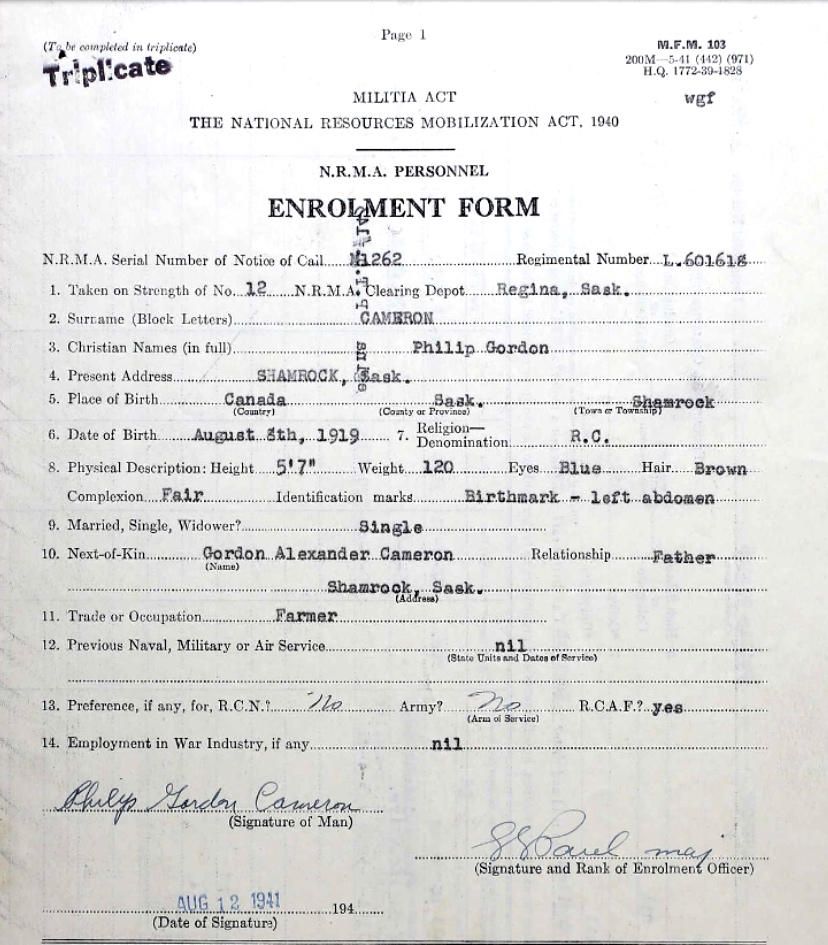 Page 1
(To be completed in triplicate)
Triplicate
M.F.M. 103
200M—5-41 (442) (971)
H.Q. 1772-39-1828
wgf
MILITIA ACT
THE NATIONAL RESOURCES MOBILIZATION ACT, 1940
N.R.M.A. PERSONNEL
ENROLMENT FORM
N.R.M.A. Serial Number of Notice of Call 1262 Regimental Number L.601618
1. Taken on Strength of No. 12 N.R.M.A. Clearing Depot Regina, Sask.
2. Surname (Block Letters) CAMERON
3. Christian Names (in full) Philip Gordon
4. Present Address SHAMROCK, Sask.
5. Place of Birth Canada Sask. Shamrock
(Country) (County or Province) (Town or Township)
6. Date of Birth August 8th, 1919 7. Religion—Denomination R.C.
8. Physical Description: Height 5'7" Weight 120 Eyes Blue Hair Brown
Complexion Fair Identification marks Birthmark - left abdomen
9. Married, Single, Widower? Single
10. Next-of-Kin Gordon Alexander Cameron Relationship Father
(Name)
Shamrock, Sask.
(Address)
11. Trade or Occupation Farmer
12. Previous Naval, Military or Air Service nil
(State Units and Dates of Service)
13. Preference, if any, for, R.C.N.? No Army? No R.C.A.F.? yes
(Arm of Service)
14. Employment in War Industry, if any nil
Philip Gordon Cameron
(Signature of Man)
maj
(Signature and Rank of Enrolment Officer)
AUG 12 1941 194
(Date of Signature)